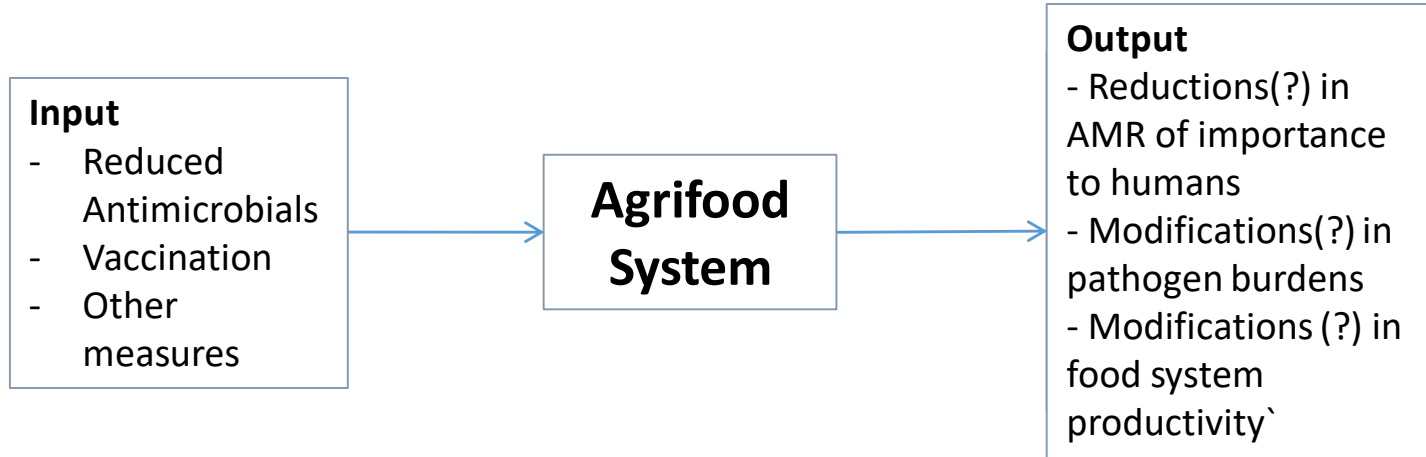 Input
- Reduced
Antimicrobials
- Vaccination
- Other
measures
Agrifood
System
Output
- Reductions(?) in
AMR of importance
to humans
- Modifications(?) in
pathogen burdens
- Modifications (?) in
food system
productivity`